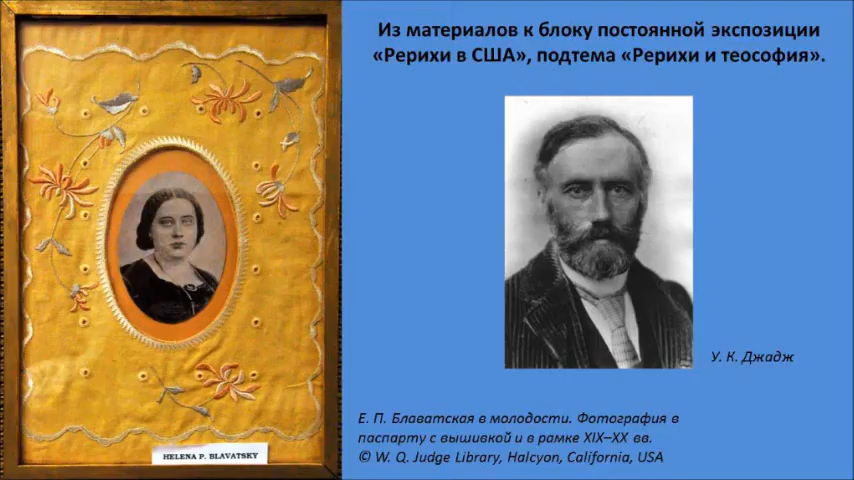 Из материалов к блоку постоянной экспозиции
«Рерихи в США», подтема «Рерихи и теософия».
У. К. Джадж
Е. П. Блаватская в молодости. Фотография в
паспарту с вышивкой и в рамке XIX–XX вв.
© W. Q. Judge Library, Halcyon, California, USA
HELENA P. BLAVATSKY